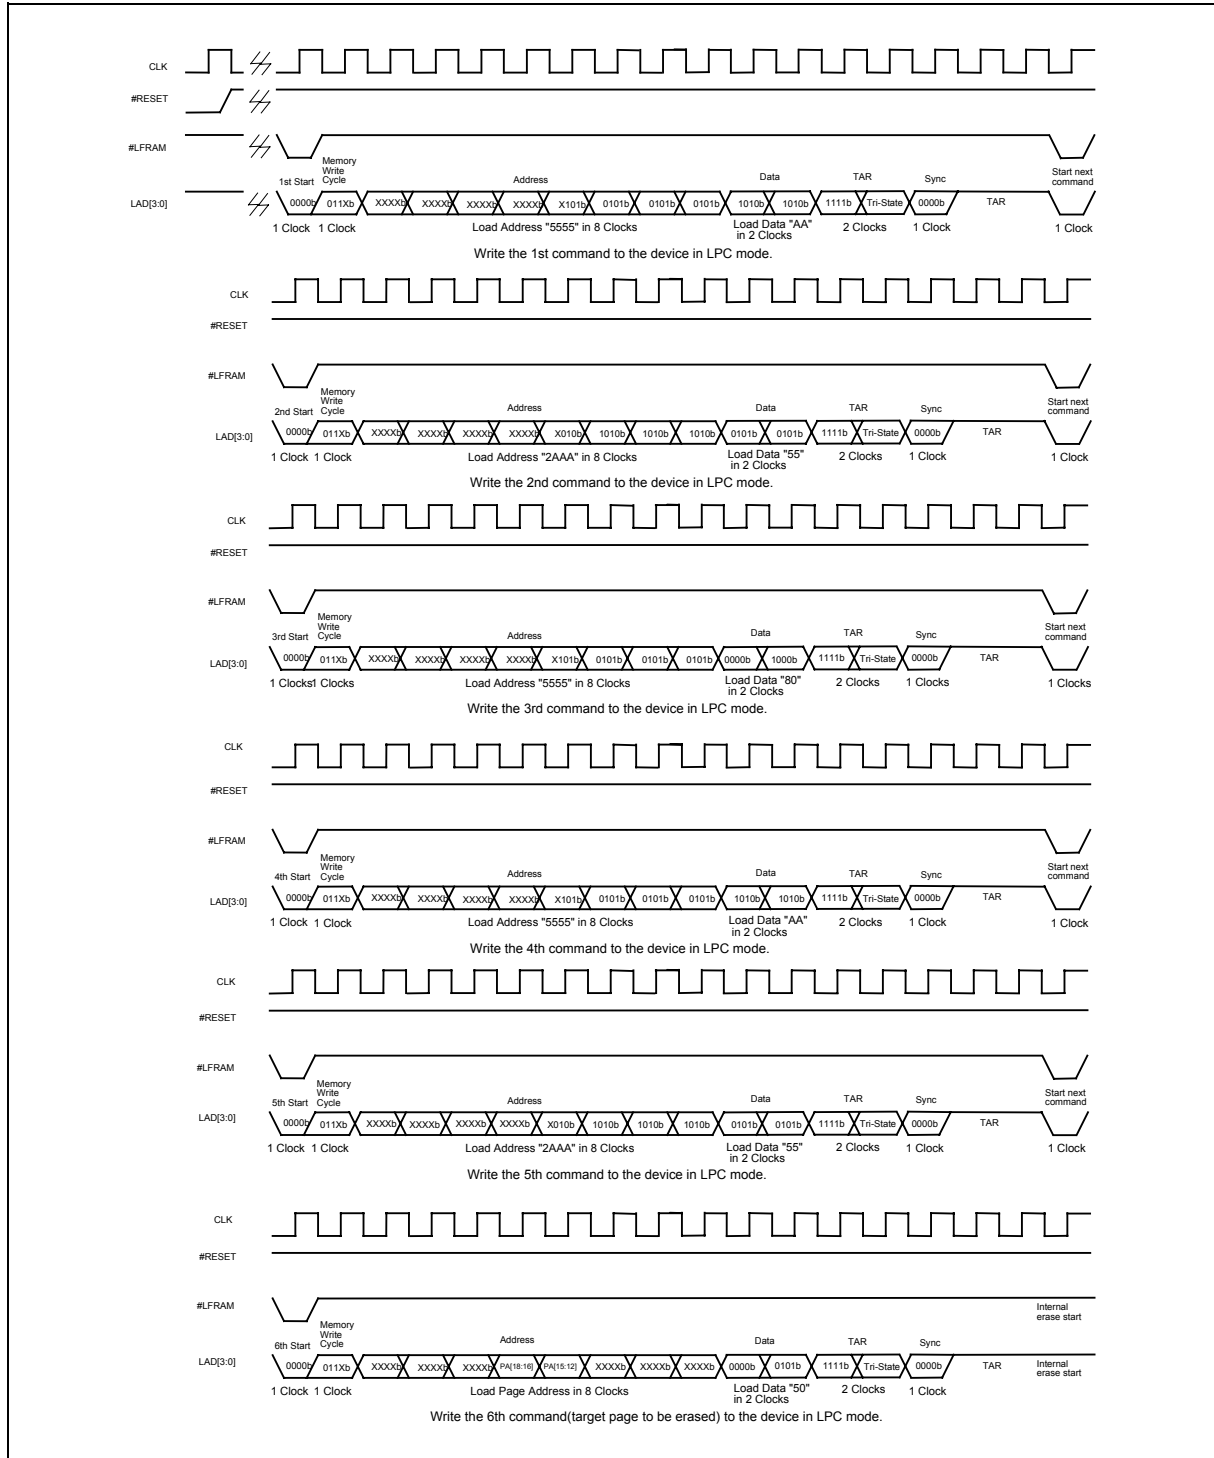 CLK
#RESET
#LFRAM
Memory
Write
Cycle
1st Start
Address
Data
TAR
Sync
Start next
command
LAD[3:0]
0000b 011Xb XXXXb XXXXb XXXXb XXXXb X101b 0101b 0101b 0101b 1010b 1010b 1111b Tri-State 0000b TAR
1 Clock 1 Clock Load Address "5555" in 8 Clocks Load Data "AA" 2 Clocks 1 Clock 1 Clock
in 2 Clocks
Write the 1st command to the device in LPC mode.
CLK
#RESET
#LFRAM
Memory
Write
Cycle
2nd Start
Address
Data
TAR
Sync
Start next
command
LAD[3:0]
0000b 011Xb XXXXb XXXXb XXXXb XXXXb X010b 1010b 1010b 1010b 0101b 0101b 1111b Tri-State 0000b TAR
1 Clock 1 Clock Load Address "2AAA" in 8 Clocks Load Data "55" 2 Clocks 1 Clock 1 Clock
in 2 Clocks
Write the 2nd command to the device in LPC mode.
CLK
#RESET
#LFRAM
Memory
Write
Cycle
3rd Start
Address
Data
TAR
Sync
Start next
command
LAD[3:0]
0000b 011Xb XXXXb XXXXb XXXXb XXXXb X101b 0101b 0101b 0101b 0000b 1000b 1111b Tri-State 0000b TAR
1 Clocks 1 Clocks Load Address "5555" in 8 Clocks Load Data "80" 2 Clocks 1 Clocks 1 Clocks
in 2 Clocks
Write the 3rd command to the device in LPC mode.
CLK
#RESET
#LFRAM
Memory
Write
Cycle
4th Start
Address
Data
TAR
Sync
Start next
command
LAD[3:0]
0000b 011Xb XXXXb XXXXb XXXXb XXXXb X101b 0101b 0101b 0101b 1010b 1010b 1111b Tri-State 0000b TAR
1 Clock 1 Clock Load Address "5555" in 8 Clocks Load Data "AA" 2 Clocks 1 Clock 1 Clock
in 2 Clocks
Write the 4th command to the device in LPC mode.
CLK
#RESET
#LFRAM
Memory
Write
Cycle
5th Start
Address
Data
TAR
Sync
Start next
command
LAD[3:0]
0000b 011Xb XXXXb XXXXb XXXXb XXXXb X010b 1010b 1010b 1010b 0101b 0101b 1111b Tri-State 0000b TAR
1 Clock 1 Clock Load Address "2AAA" in 8 Clocks Load Data "55" 2 Clocks 1 Clock 1 Clock
in 2 Clocks
Write the 5th command to the device in LPC mode.
CLK
#RESET
#LFRAM
Internal
erase start
Memory
Write
Cycle
6th Start
Address
Data
TAR
Sync
LAD[3:0]
0000b 011Xb XXXXb XXXXb XXXXb PA[18:16] PA[15:12] XXXXb XXXXb XXXXb 0000b 0101b 1111b Tri-State 0000b TAR
Internal
erase start
1 Clock 1 Clock Load Page Address in 8 Clocks Load Data "50" 2 Clocks 1 Clock
in 2 Clocks
Write the 6th command(target page to be erased) to the device in LPC mode.